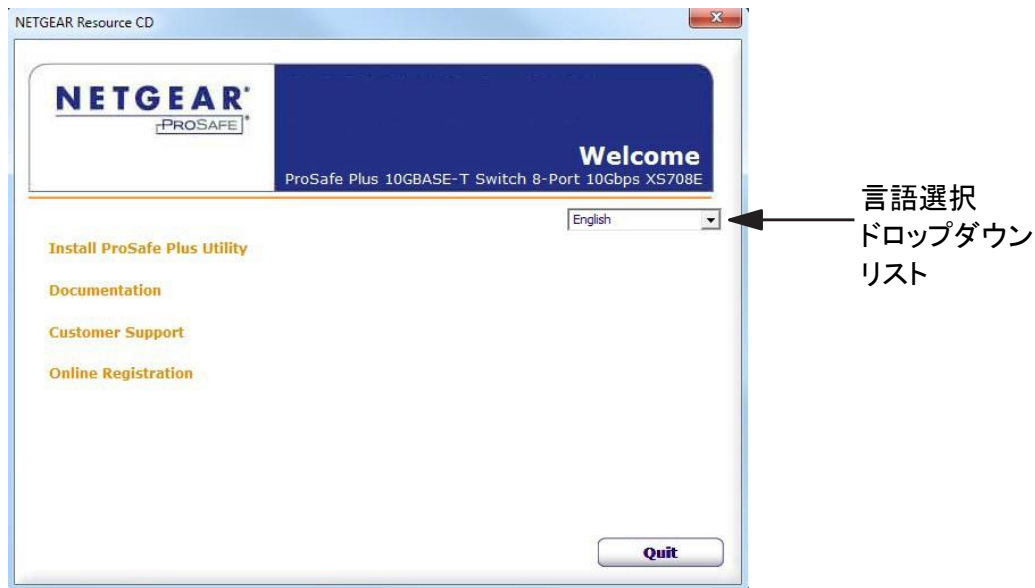 NETGEAR Resource CD
NETGEAR®
PROSAFE®
Welcome
ProSafe Plus 10GBASE-T Switch 8-Port 10Gbps XS708E
English
言語選択
ドロップダウン
リスト
Install ProSafe Plus Utility
Documentation
Customer Support
Online Registration
Quit